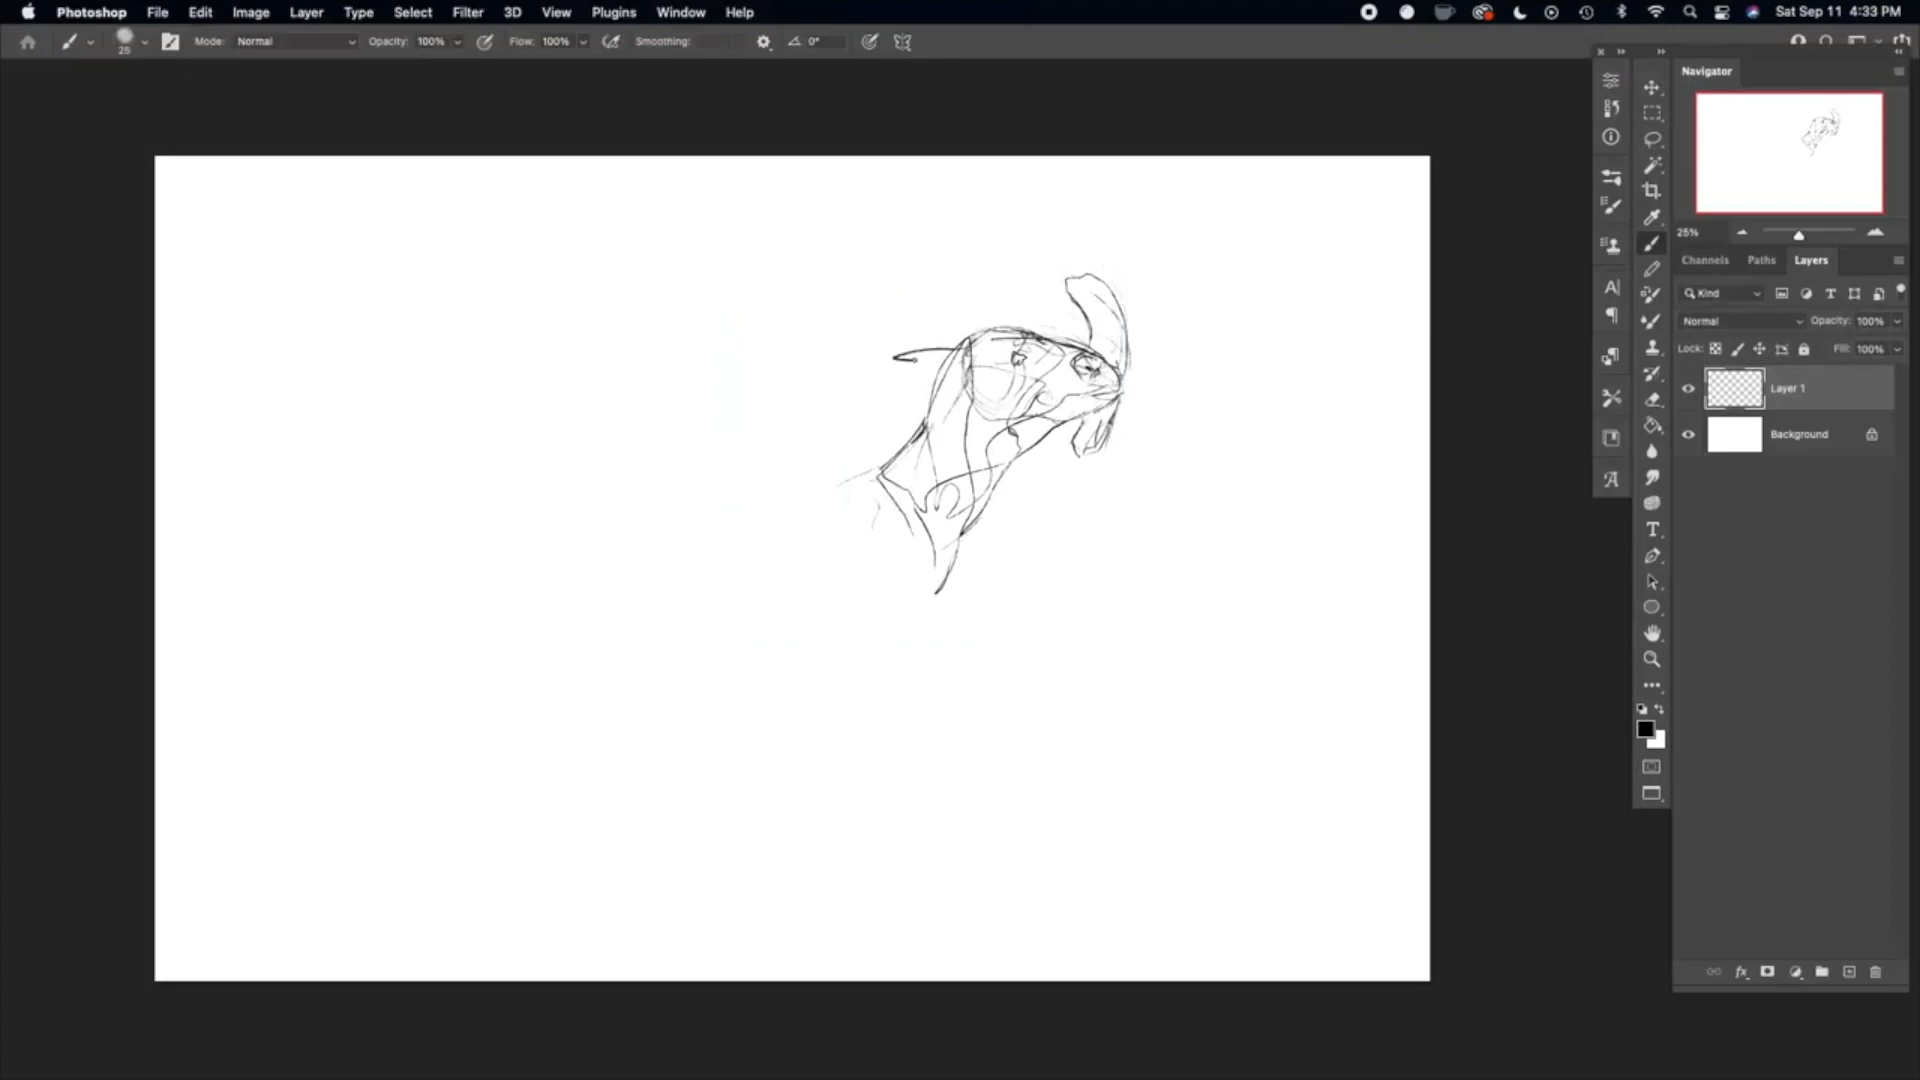 Photoshop File Edit Image Layer Type Select Filter 3D View Plugins Window Help Sat Sep 11 4:33 PM
25 Mode: Normal Opacity: 100% Flow: 100% Smoothing: 0°
Navigator
25%
Channels Paths Layers
Kind
Normal Opacity: 100%
Lock: Fill: 100%
Layer 1
Background